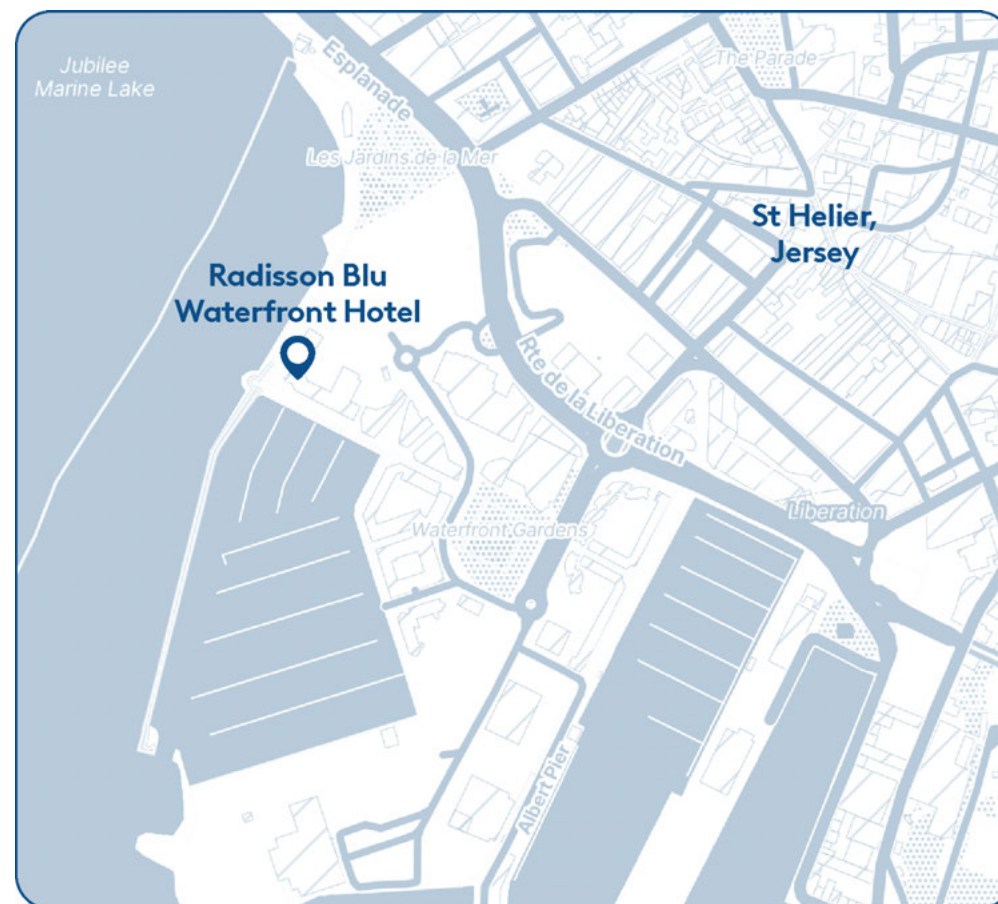 Jubilee
Marine Lake
Esplanade
The Parade
Les Jardins de la Mer
St Helier,
Jersey
Radisson Blu
Waterfront Hotel
Rte de la Liberation
Liberation
Waterfront Gardens
Albert Pier